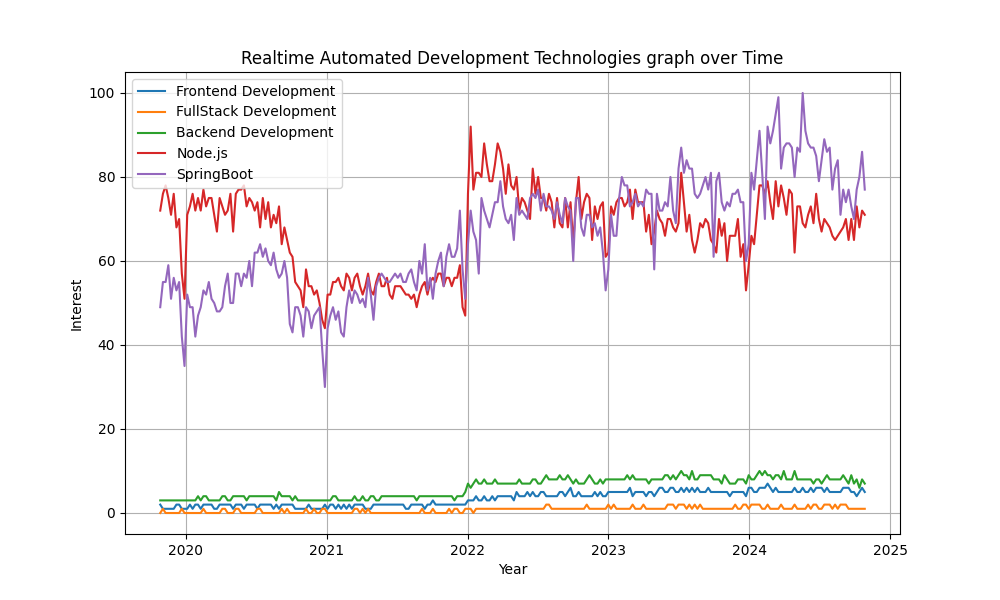 Realtime Automated Development Technologies graph over Time
Frontend Development
FullStack Development
Backend Development
Node.js
SpringBoot
100
80
60
40
20
0
Interest
2020 2021 2022 2023 2024 2025
Year